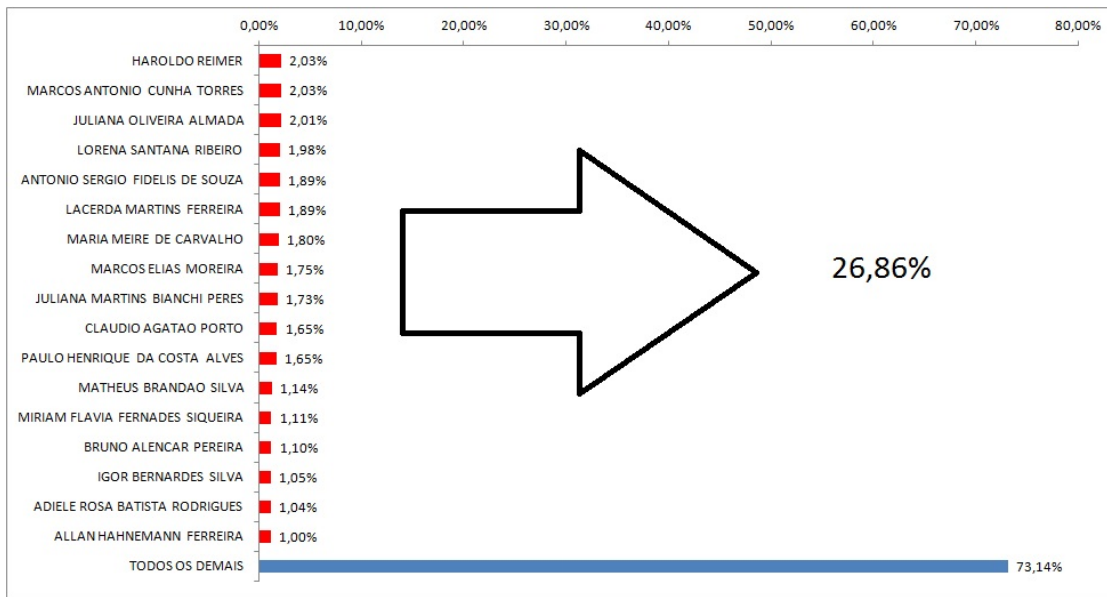 0,00% 10,00% 20,00% 30,00% 40,00% 50,00% 60,00% 70,00% 80,00%
HAROLDO REIMER 2,03%
MARCOS ANTONIO CUNHA TORRES 2,03%
JULIANA OLIVEIRA ALMADA 2,01%
LORENA SANTANA RIBEIRO 1,98%
ANTONIO SERGIO FIDELIS DE SOUZA 1,89%
LACERDA MARTINS FERREIRA 1,89%
MARIA MEIRE DE CARVALHO 1,80%
MARCOS ELIAS MOREIRA 1,75%
26,86%
JULIANA MARTINS BIANCHI PERES 1,73%
CLAUDIO AGATAO PORTO 1,65%
PAULO HENRIQUE DA COSTA ALVES 1,65%
MATHEUS BRANDAO SILVA 1,14%
MIRIAM FLAVIA FERNADES SIQUEIRA 1,11%
BRUNO ALENCAR PEREIRA 1,10%
IGOR BERNARDES SILVA 1,05%
ADIELE ROSA BATISTA RODRIGUES 1,04%
ALLAN HAHNEMANN FERREIRA 1,00%
TODOS OS DEMAIS 73,14%